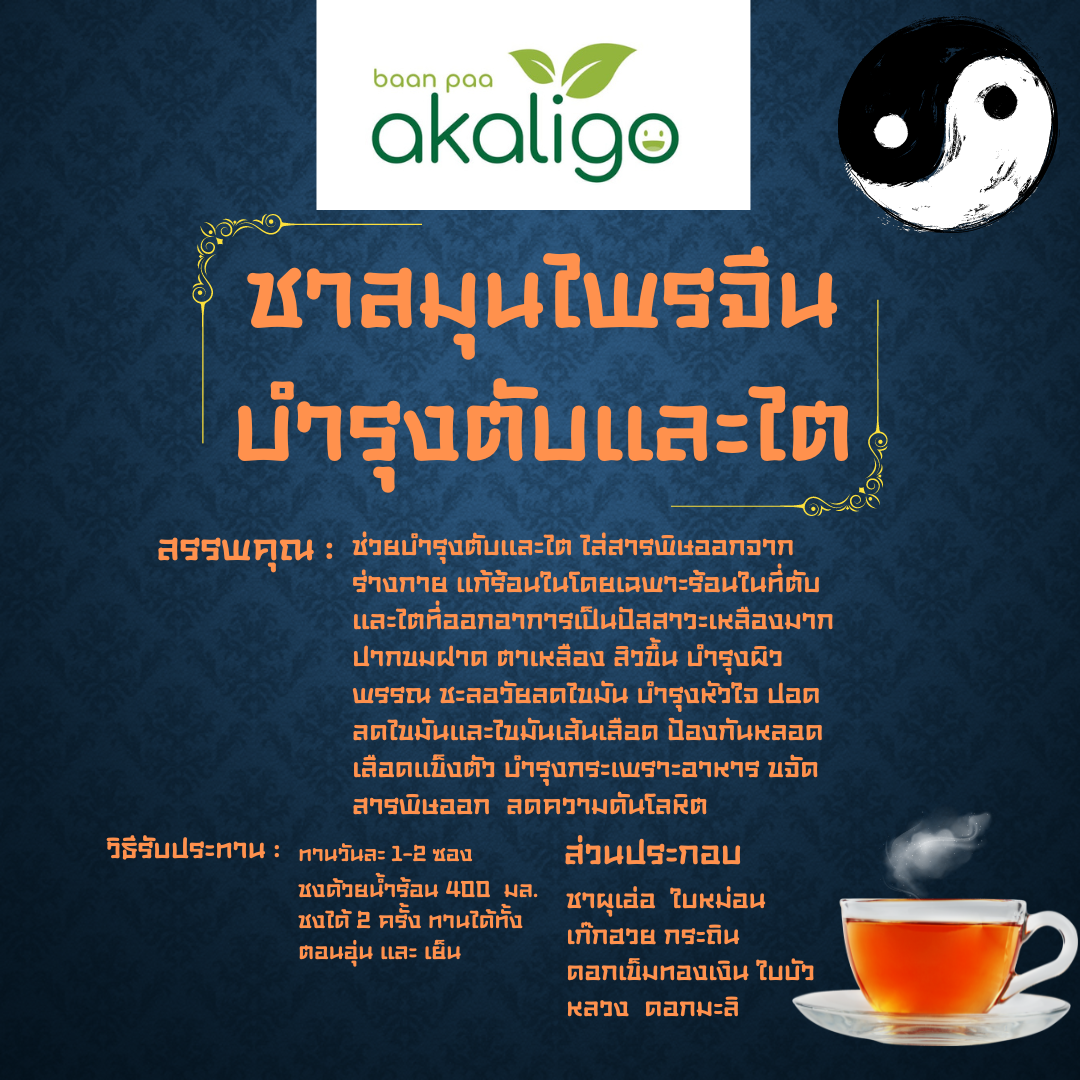 baan paa
akaligo
ชาสมุนไพรจีน
บำรุงตับและไต
สรรพคุณ : ช่วยบำรุงตับและไต ไล่สารพิษออกจาก
ร่างกาย แก้ร้อนในโดยเฉพาะร้อนในที่ตับ
และไตที่ออกอาการเป็นปัสสาวะเหลืองมาก
ปากขมฝาด ตาเหลือง สิวขึ้น บำรุงผิว
พรรณ ชะลอวัยลดไขมัน บำรุงหัวใจ ปอด
ลดไขมันและไขมันเส้นเลือด ป้องกันหลอด
เลือดแข็งตัว บำรุงกระเพราะอาหาร ขจัด
สารพิษออก ลดความดันโลหิต
วิธีรับประทาน : ทานวันละ 1-2 ซอง
ชงด้วยน้ำร้อน 400 มล.
ชงได้ 2 ครั้ง ทานได้ทั้ง
ตอนอุ่น และ เย็น
ส่วนประกอบ
ชาผุเอ่อ ใบหม่อน
เก๊กฮวย กระถิน
ดอกเข็มทองเงิน ใบบัว
หลวง ดอกมะลิ